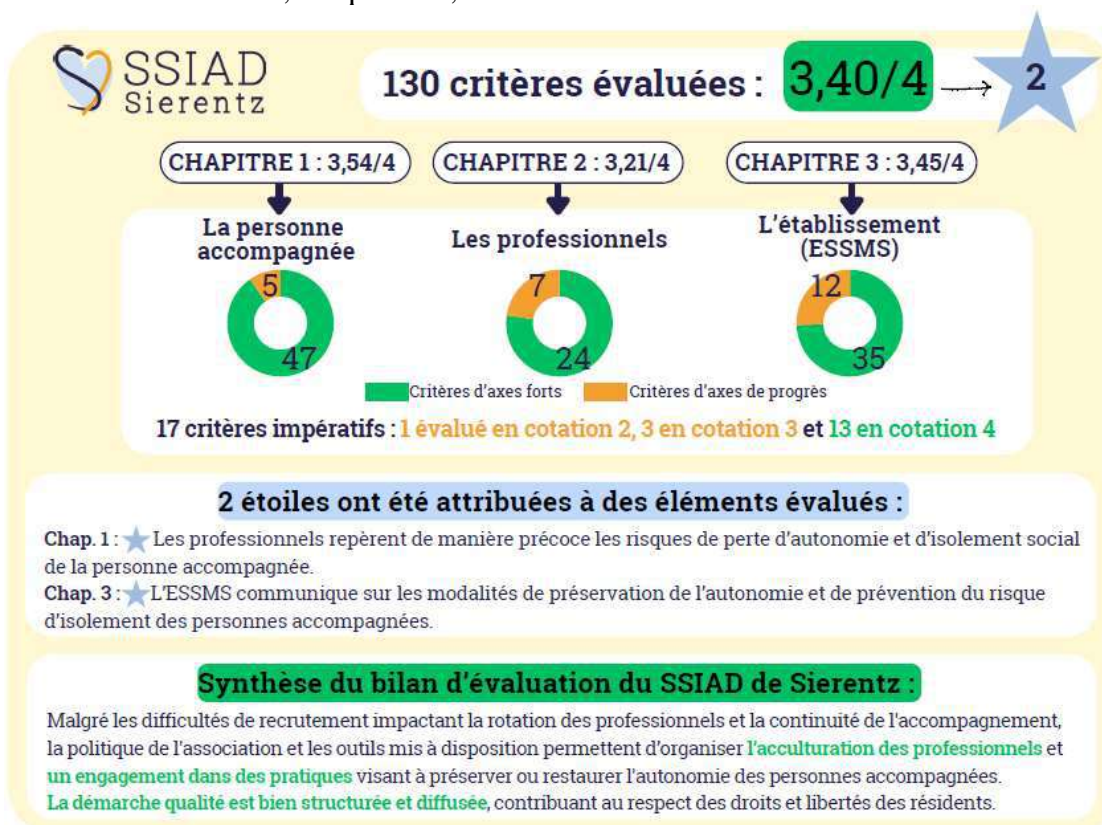 SSIAD
Sierentz
130 critères évaluées : 3,40/4 → 2
CHAPITRE 1 : 3,54/4
CHAPITRE 2 : 3,21/4
CHAPITRE 3 : 3,45/4
La personne
accompagnée
Les professionnels
L'établissement
(ESSMS)
5
47
7
24
12
35
Critères d'axes forts
Critères d'axes de progrès
17 critères impératifs : 1 évalué en cotation 2, 3 en cotation 3 et 13 en cotation 4
2 étoiles ont été attribuées à des éléments évalués :
Chap. 1 : Les professionnels repèrent de manière précoce les risques de perte d'autonomie et d'isolement social
de la personne accompagnée.
Chap. 3 : L'ESSMS communique sur les modalités de préservation de l'autonomie et de prévention du risque
d'isolement des personnes accompagnées.
Synthèse du bilan d'évaluation du SSIAD de Sierentz :
Malgré les difficultés de recrutement impactant la rotation des professionnels et la continuité de l'accompagnement,
la politique de l'association et les outils mis à disposition permettent d'organiser l'acculturation des professionnels et
un engagement dans des pratiques visant à préserver ou restaurer l'autonomie des personnes accompagnées.
La démarche qualité est bien structurée et diffusée, contribuant au respect des droits et libertés des résidents.